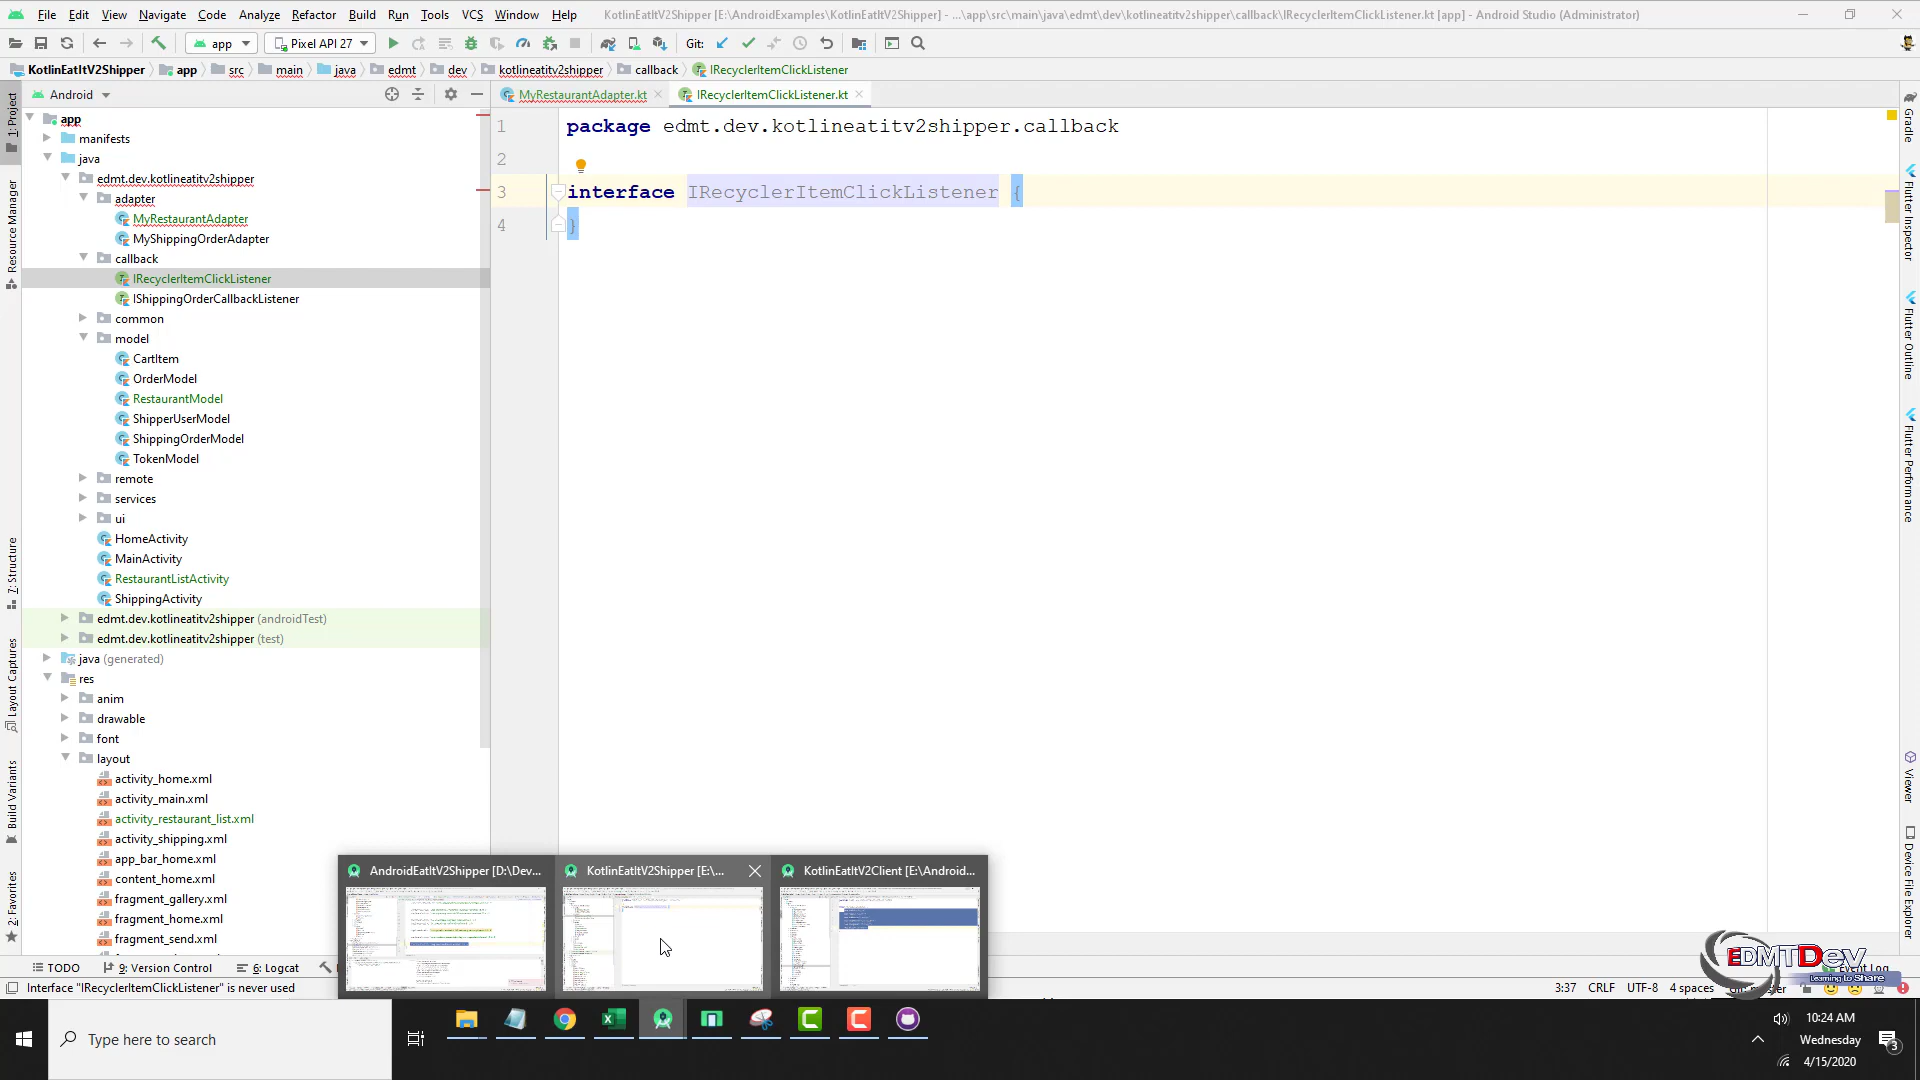 File Edit View Navigate Code Analyze Refactor Build Run Tools VCS Window Help KotlinEatItV2Shipper [E:\AndroidExamples\KotlinEatItV2Shipper] - ...\app\src\main\java\edmt\dev\kotlineatitv2shipper\callback\IRecyclerItemClickListener.kt [app] - Android Studio (Administrator)
app Pixel API 27 Git:
KotlinEatItV2Shipper app src main java edmt dev kotlineatitv2shipper callback IRecyclerItemClickListener
Android
MyRestaurantAdapter.kt IRecyclerItemClickListener.kt
app
manifests
java
edmt.dev.kotlineatitv2shipper
adapter
MyRestaurantAdapter
MyShippingOrderAdapter
callback
IRecyclerItemClickListener
IShippingOrderCallbackListener
common
model
CartItem
OrderModel
RestaurantModel
ShipperUserModel
ShippingOrderModel
TokenModel
remote
services
ui
HomeActivity
MainActivity
RestaurantListActivity
ShippingActivity
edmt.dev.kotlineatitv2shipper (androidTest)
edmt.dev.kotlineatitv2shipper (test)
java (generated)
res
anim
drawable
font
layout
activity_home.xml
activity_main.xml
activity_restaurant_list.xml
activity_shipping.xml
app_bar_home.xml
content_home.xml
fragment_gallery.xml
fragment_home.xml
fragment_send.xml
1 package edmt.dev.kotlineatitv2shipper.callback
2
3 interface IRecyclerItemClickListener {
4 }
1: Project
Resource Manager
7: Structure
Layout Captures
Build Variants
2: Favorites
Gradle
Flutter Inspector
Flutter Outline
Flutter Performance
Viewer
Device File Explorer
AndroidEatItV2Shipper [D:\Dev...
KotlinEatItV2Shipper [E:\...
KotlinEatItV2Client [E:\Android...
TODO 9: Version Control 6: Logcat
Event Log
Interface "IRecyclerItemClickListener" is never used
3:37 CRLF UTF-8 4 spaces
EDMTDev
Learning to Share
Type here to search
10:24 AM
Wednesday
4/15/2020
3